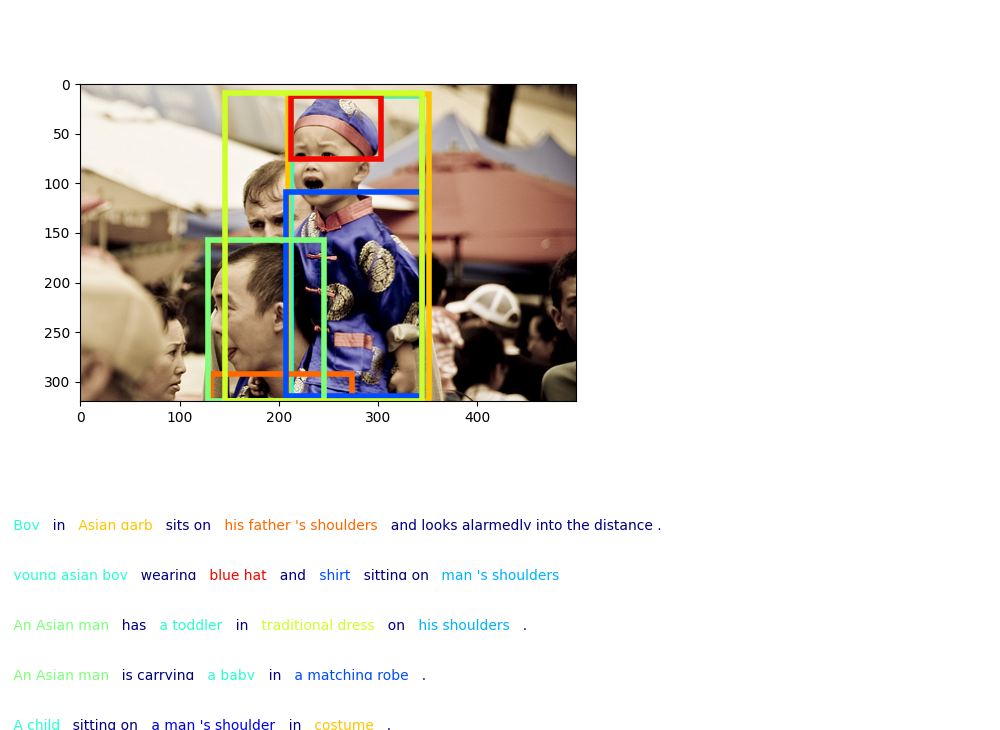 0
50
100
150
200
250
300
0 100 200 300 400
Boy in Asian garb sits on his father 's shoulders and looks alarmedly into the distance .
young asian boy wearing blue hat and shirt sitting on man 's shoulders
An Asian man has a toddler in traditional dress on his shoulders .
An Asian man is carrying a baby in a matching robe .
A child sitting on a man 's shoulder in costume .